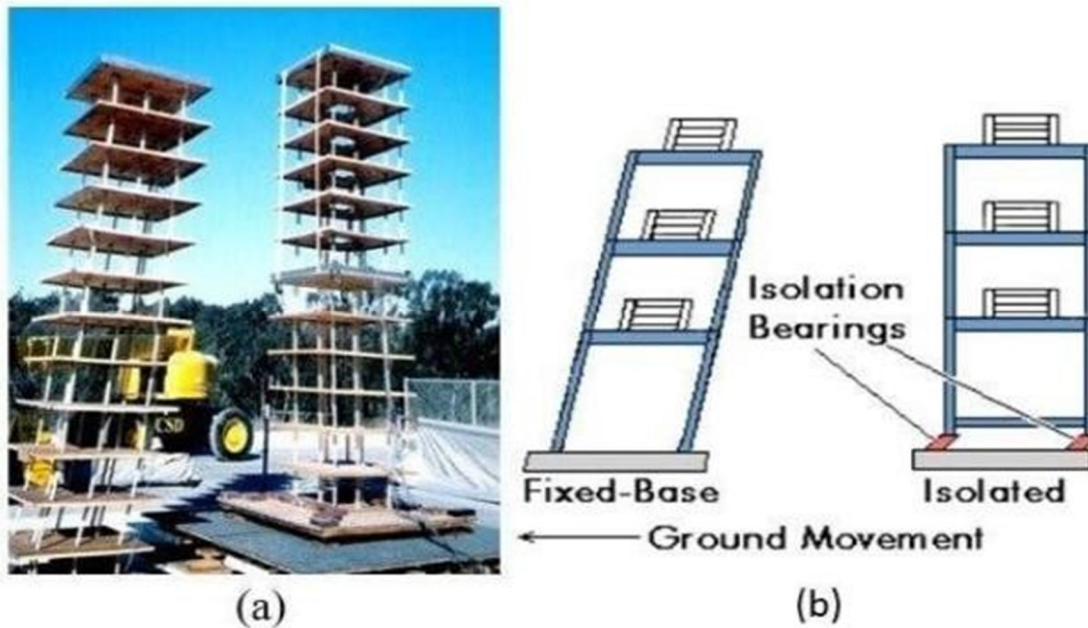 CSD
Isolation
Bearings
Fixed-Base
Isolated
Ground Movement
(a)
(b)